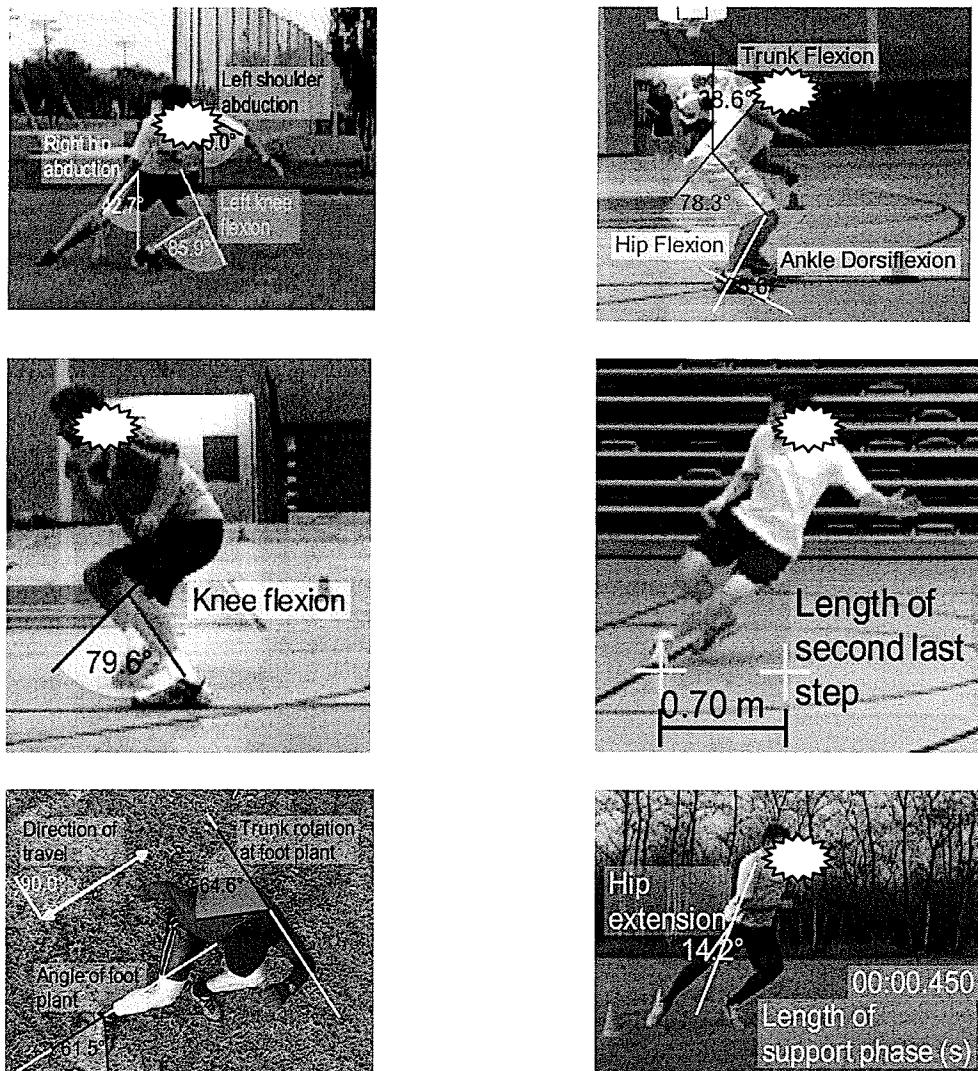 Left shoulder
abduction
Right hip
abduction
Left knee
flexion
85.9°
Trunk Flexion
78.3°
Hip Flexion
Ankle Dorsiflexion
Knee flexion
79.6°
Length of
second last
step
0.70 m
Direction of
travel
90.0°
Trunk rotation
at foot plant
64.6°
Angle of foot
plant
61.5°
Hip
extension
14.2°
00:00.450
Length of
support phase (s)